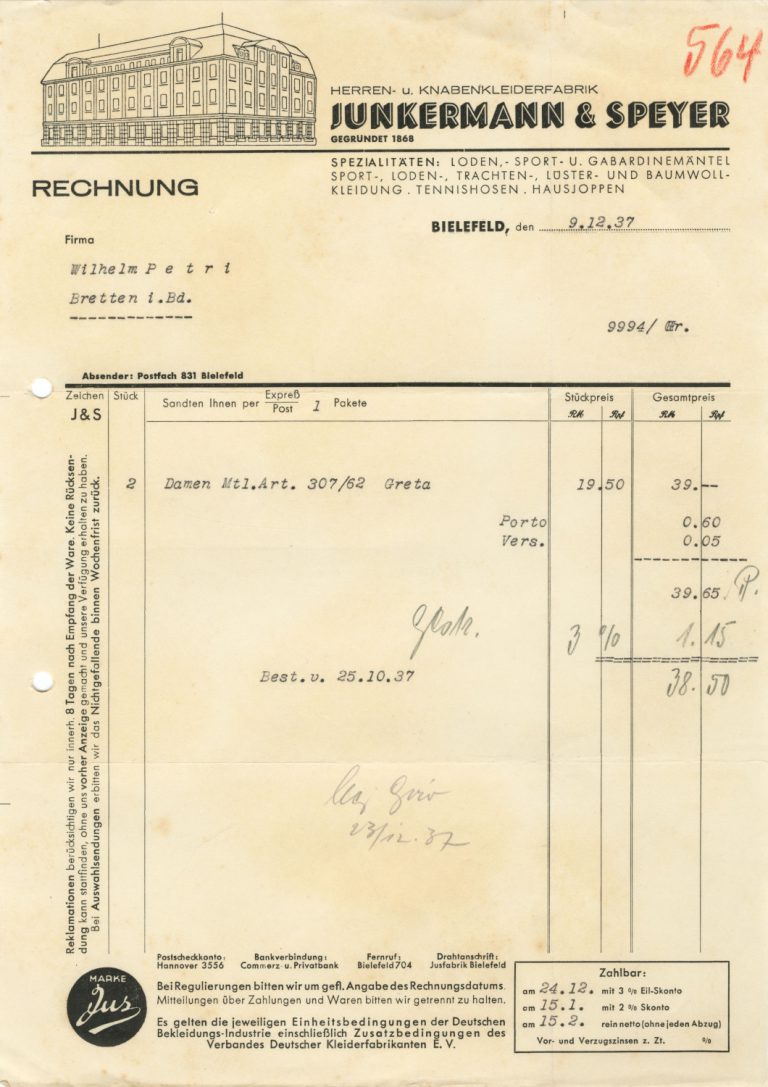 564
HERREN- u. KNABENKLEIDERFABRIK
JUNKERMANN & SPEYER
GEGRÜNDET 1868
SPEZIALITÄTEN: LODEN,- SPORT- U. GABARDINEMÄNTEL
SPORT-, LODEN-, TRACHTEN-, LÜSTER- UND BAUMWOLL-
KLEIDUNG . TENNISHOSEN . HAUSJOPPEN
RECHNUNG
BIELEFELD, den 9.12.37
Firma
Wilhelm P e t r i
Bretten i.Bd.
9994/ Gr.
Absender: Postfach 831 Bielefeld
Zeichen Stück Sandten Ihnen per Expreß Post 1 Pakete Stückpreis Gesamtpreis
J&S RM Rpf RM Rpf
2 Damen Mtl.Art. 307/62 Greta 19.50 39.--
Porto 0.60
Vers. 0.05
39.65
3 % 1.15
38.50
Best.v. 25.10.37
Giro
23/12.37
Reklamationen berücksichtigen wir nur innerh. 8 Tagen nach Empfang der Ware. Keine Rücksen-
dung kann stattfinden, ohne uns vorher Anzeige gemacht und unsere Verfügung erhalten zu haben.
Bei Auswahlsendungen erbitten wir das Nichtgefallende binnen Wochenfrist zurück.
MARKE
Jus
Postscheckkonto: Bankverbindung: Fernruf: Drahtanschrift:
Hannover 3556 Commerz- u. Privatbank Bielefeld 704 Jusfabrik Bielefeld
Bei Regulierungen bitten wir um gefl. Angabe des Rechnungsdatums.
Mitteilungen über Zahlungen und Waren bitten wir getrennt zu halten.
Es gelten die jeweiligen Einheitsbedingungen der Deutschen
Bekleidungs-Industrie einschließlich Zusatzbedingungen des
Verbandes Deutscher Kleiderfabrikanten E. V.
Zahlbar:
am 24.12. mit 3 % Eil-Skonto
am 15.1. mit 2 % Skonto
am 15.2. rein netto (ohne jeden Abzug)
Vor- und Verzugszinsen z. Zt. %